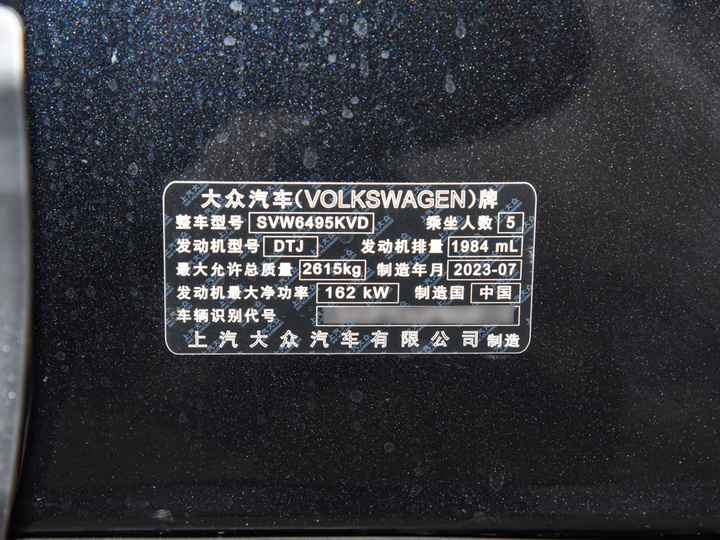 大众汽车(VOLKSWAGEN)牌
整车型号 SVW6495KVD 乘坐人数 5
发动机型号 DTJ 发动机排量 1984 mL
最大允许总质量 2615kg 制造年月 2023-07
发动机最大净功率 162 kW 制造国 中国
车辆识别代号
上汽大众汽车有限公司 制造